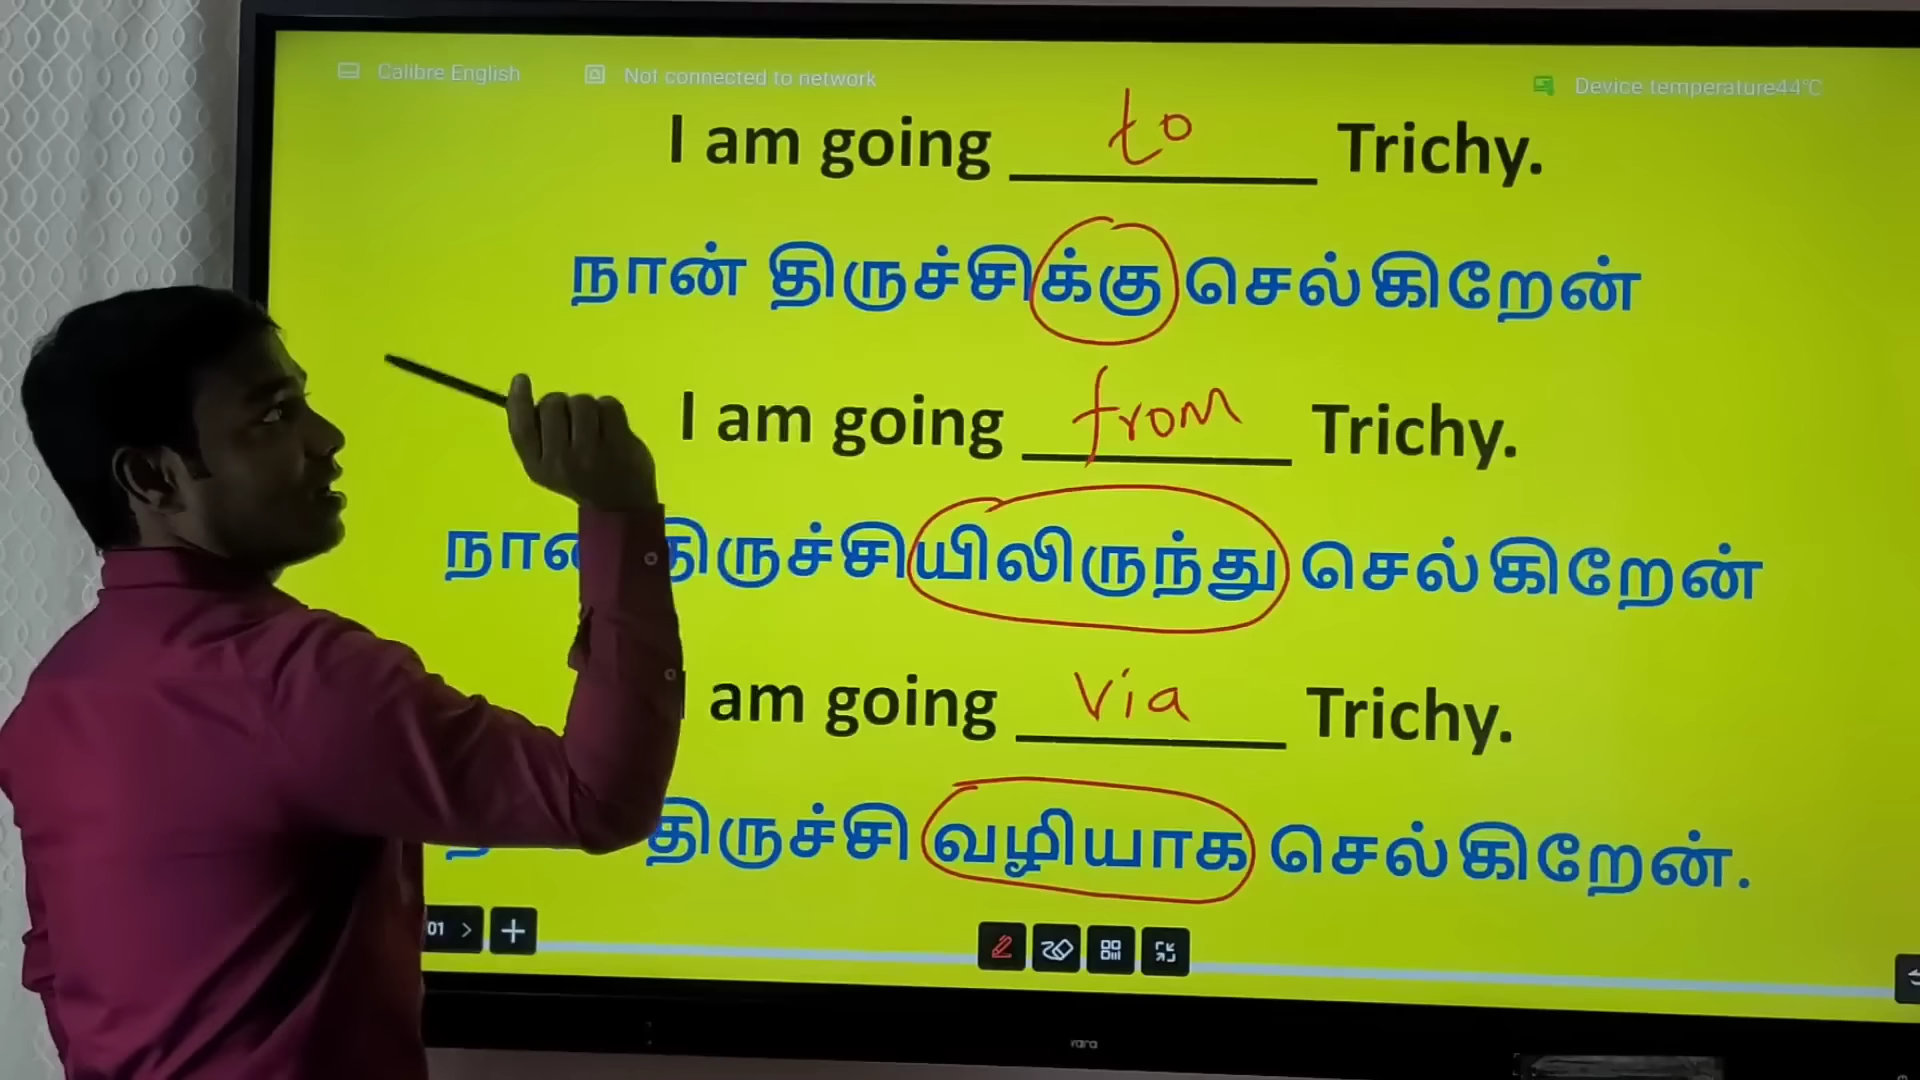 Calibre English Not connected to network Device temperature44°C
I am going to Trichy.
நான் திருச்சிக்கு செல்கிறேன்
I am going from Trichy.
திருச்சியிலிருந்து செல்கிறேன்
I am going via Trichy.
திருச்சி வழியாக செல்கிறேன்.
01